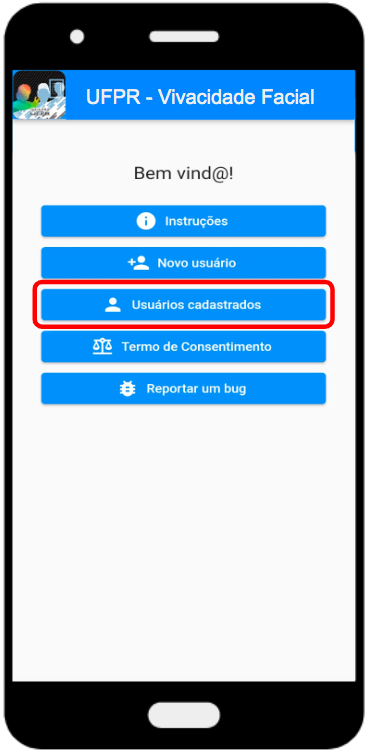 UFPR - Vivacidade Facial
Bem vind@!
Instruções
Novo usuário
Usuários cadastrados
Termo de Consentimento
Reportar um bug